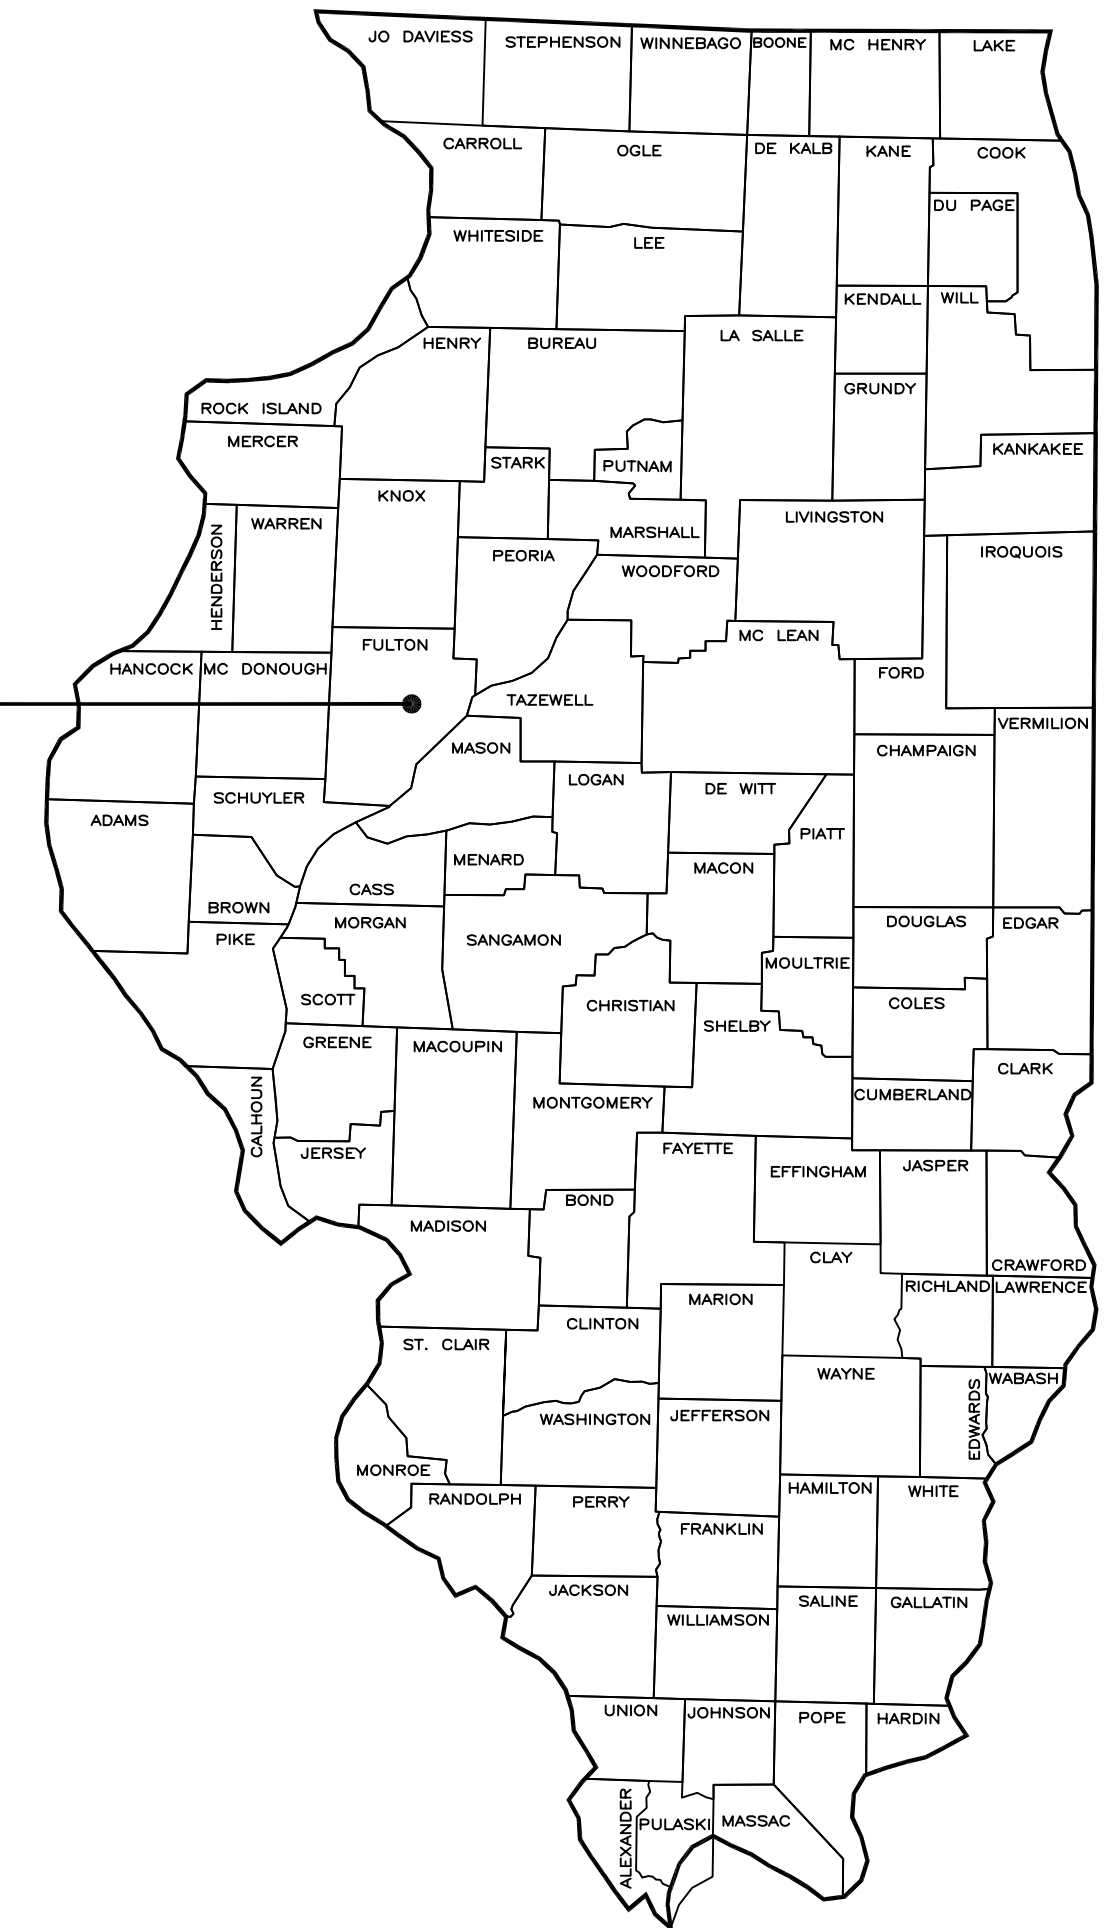 JO DAVIESS
STEPHENSON
WINNEBAGO
BOONE
MC HENRY
LAKE
CARROLL
OGLE
DE KALB
KANE
COOK
DU PAGE
WHITESIDE
LEE
KENDALL
WILL
HENRY
BUREAU
LA SALLE
GRUNDY
ROCK ISLAND
MERCER
KANKAKEE
STARK
PUTNAM
KNOX
LIVINGSTON
WARREN
HENDERSON
MARSHALL
PEORIA
IROQUOIS
WOODFORD
MC LEAN
FULTON
HANCOCK
MC DONOUGH
FORD
TAZEWELL
VERMILION
MASON
CHAMPAIGN
LOGAN
DE WITT
SCHUYLER
ADAMS
PIATT
MENARD
MACON
CASS
BROWN
MORGAN
DOUGLAS
EDGAR
PIKE
SANGAMON
MOULTRIE
SCOTT
CHRISTIAN
COLES
SHELBY
GREENE
MACOUPIN
CLARK
CALHOUN
MONTGOMERY
CUMBERLAND
JERSEY
FAYETTE
EFFINGHAM
JASPER
BOND
MADISON
CLAY
CRAWFORD
RICHLAND
LAWRENCE
MARION
CLINTON
ST. CLAIR
WAYNE
WABASH
EDWARDS
WASHINGTON
JEFFERSON
MONROE
RANDOLPH
PERRY
HAMILTON
WHITE
FRANKLIN
JACKSON
SALINE
GALLATIN
WILLIAMSON
UNION
JOHNSON
POPE
HARDIN
ALEXANDER
PULASKI
MASSAC